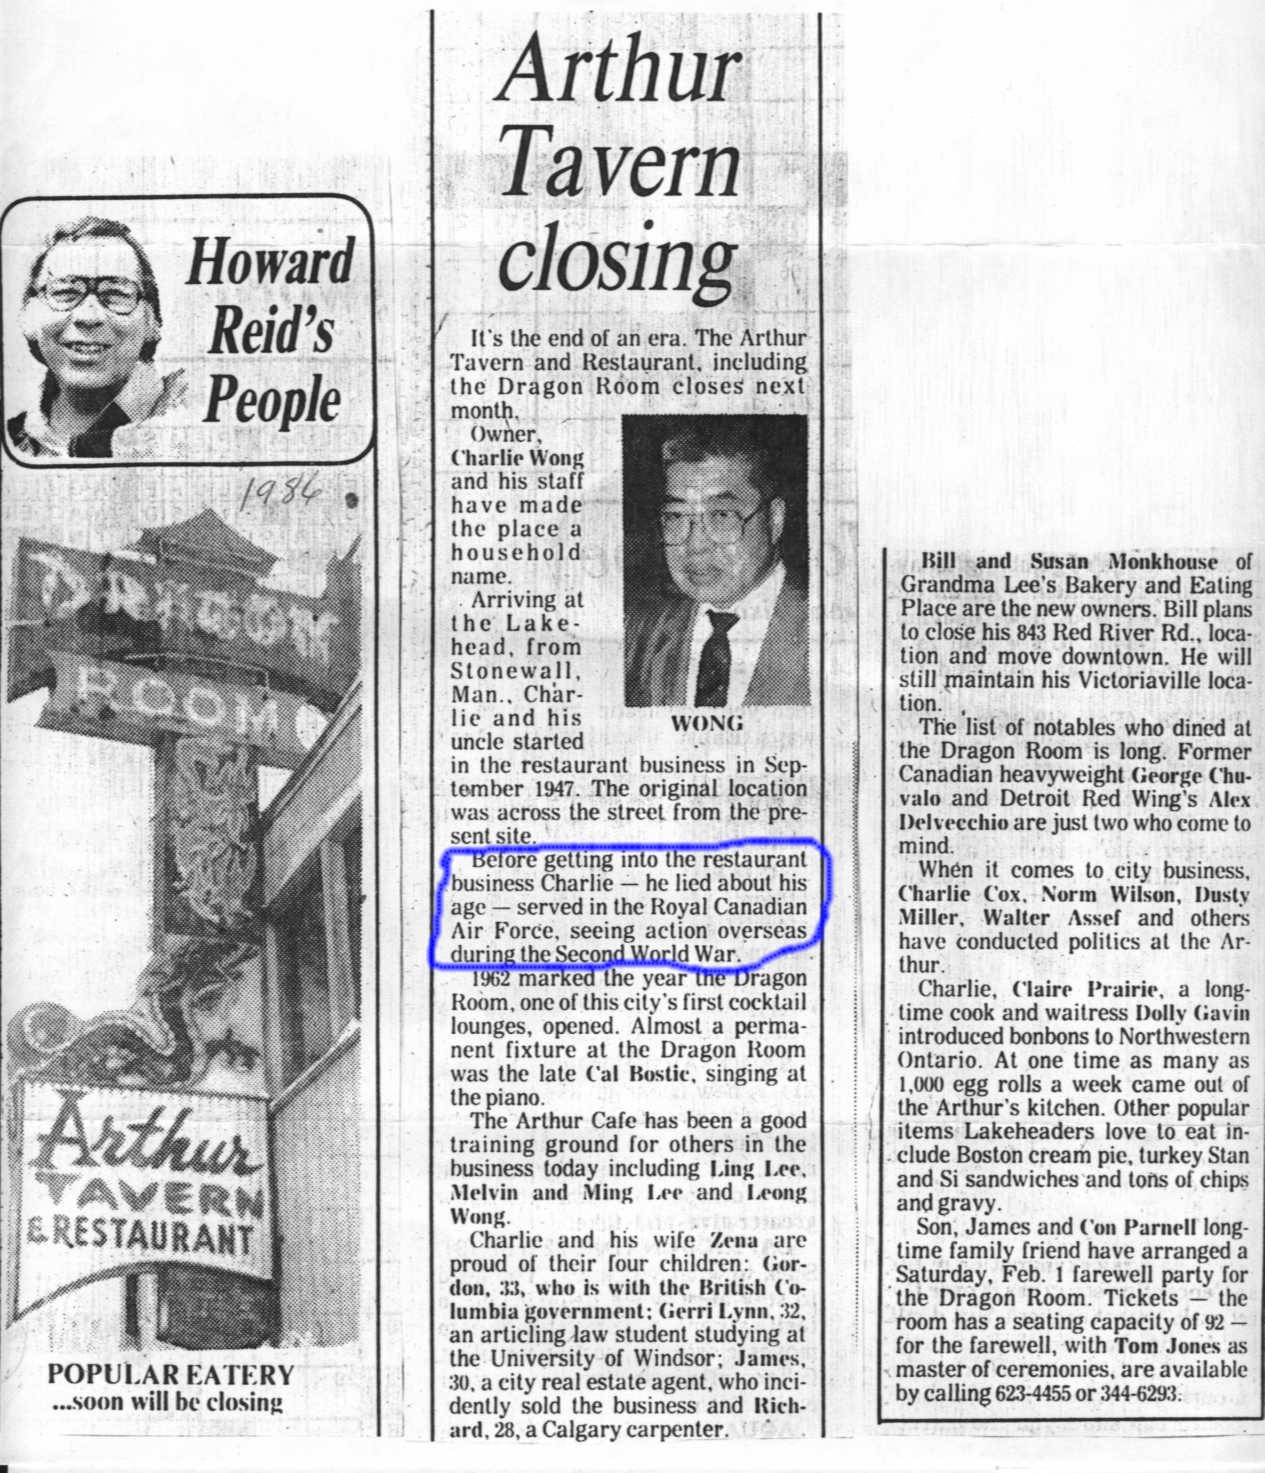 Howard
Reid's
People
1986
DRAGON
ROOM
Arthur
TAVERN
& RESTAURANT
POPULAR EATERY
...soon will be closing
Arthur
Tavern
closing
It's the end of an era. The Arthur
Tavern and Restaurant, including
the Dragon Room closes next
month.
Owner,
Charlie Wong
and his staff
have made
the place a
household
name.
Arriving at
the Lake-
head, from
Stonewall,
Man., Char-
lie and his
uncle started
in the restaurant business in Sep-
tember 1947. The original location
was across the street from the pre-
sent site.
WONG
Before getting into the restaurant
business Charlie — he lied about his
age — served in the Royal Canadian
Air Force, seeing action overseas
during the Second World War.
1962 marked the year the Dragon
Room, one of this city's first cocktail
lounges, opened. Almost a perma-
nent fixture at the Dragon Room
was the late Cal Bostic, singing at
the piano.
The Arthur Cafe has been a good
training ground for others in the
business today including Ling Lee,
Melvin and Ming Lee and Leong
Wong.
Charlie and his wife Zena are
proud of their four children: Gor-
don, 33, who is with the British Co-
lumbia government; Gerri Lynn, 32,
an articling law student studying at
the University of Windsor; James,
30, a city real estate agent, who inci-
dently sold the business and Rich-
ard, 28, a Calgary carpenter.
Bill and Susan Monkhouse of
Grandma Lee's Bakery and Eating
Place are the new owners. Bill plans
to close his 843 Red River Rd., loca-
tion and move downtown. He will
still maintain his Victoriaville loca-
tion.
The list of notables who dined at
the Dragon Room is long. Former
Canadian heavyweight George Chu-
valo and Detroit Red Wing's Alex
Delvecchio are just two who come to
mind.
When it comes to city business,
Charlie Cox, Norm Wilson, Dusty
Miller, Walter Assef and others
have conducted politics at the Ar-
thur.
Charlie, Claire Prairie, a long-
time cook and waitress Dolly Gavin
introduced bonbons to Northwestern
Ontario. At one time as many as
1,000 egg rolls a week came out of
the Arthur's kitchen. Other popular
items Lakeheaders love to eat in-
clude Boston cream pie, turkey Stan
and Si sandwiches and tons of chips
and gravy.
Son, James and Con Parnell long-
time family friend have arranged a
Saturday, Feb. 1 farewell party for
the Dragon Room. Tickets — the
room has a seating capacity of 92 —
for the farewell, with Tom Jones as
master of ceremonies, are available
by calling 623-4455 or 344-6293.